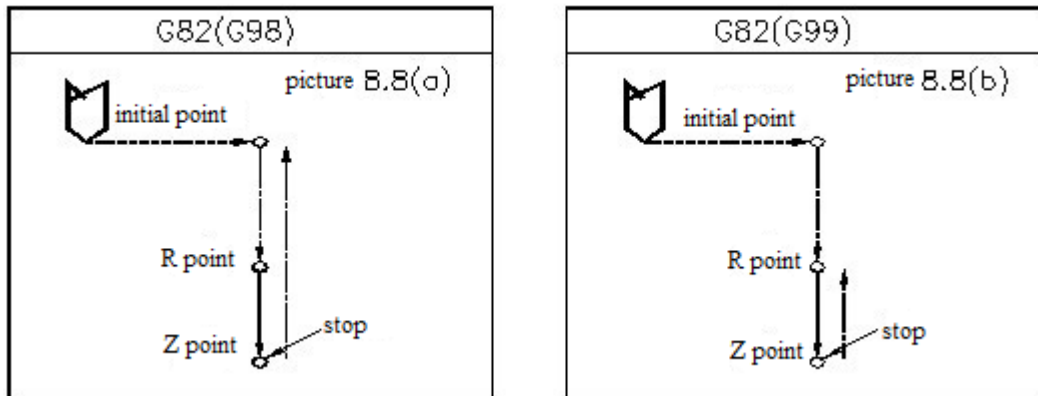 G82(G98)
picture 8.8(a)
initial point
R point
Z point
stop
G82(G99)
picture 8.8(b)
initial point
R point
Z point
stop